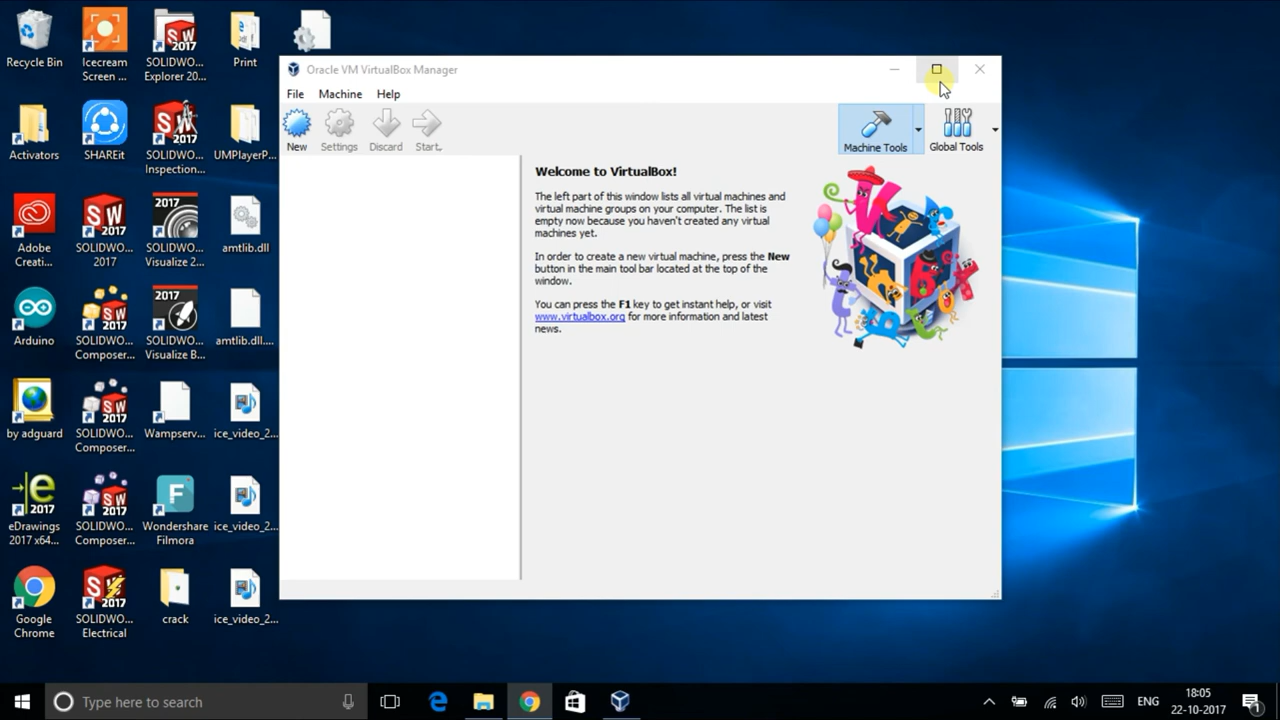 Recycle Bin
Icecream
Screen ...
SOLIDWO...
Explorer 20...
Print
Activators
SHAREit
SOLIDWO...
Inspection...
UMPlayerP...
Adobe
Creati...
SOLIDWO...
2017
SOLIDWO...
Visualize 2...
amtlib.dll
Arduino
SOLIDWO...
Composer...
SOLIDWO...
Visualize B...
amtlib.dll....
by adguard
SOLIDWO...
Composer...
Wampserv...
ice_video_2...
eDrawings
2017 x64...
SOLIDWO...
Composer...
Wondershare
Filmora
ice_video_2...
Google
Chrome
SOLIDWO...
Electrical
crack
ice_video_2...
Oracle VM VirtualBox Manager
File Machine Help
New Settings Discard Start.
Machine Tools Global Tools
Welcome to VirtualBox!
The left part of this window lists all virtual machines and
virtual machine groups on your computer. The list is
empty now because you haven't created any virtual
machines yet.
In order to create a new virtual machine, press the New
button in the main tool bar located at the top of the
window.
You can press the F1 key to get instant help, or visit
www.virtualbox.org for more information and latest
news.
Type here to search
ENG
18:05
22-10-2017
1